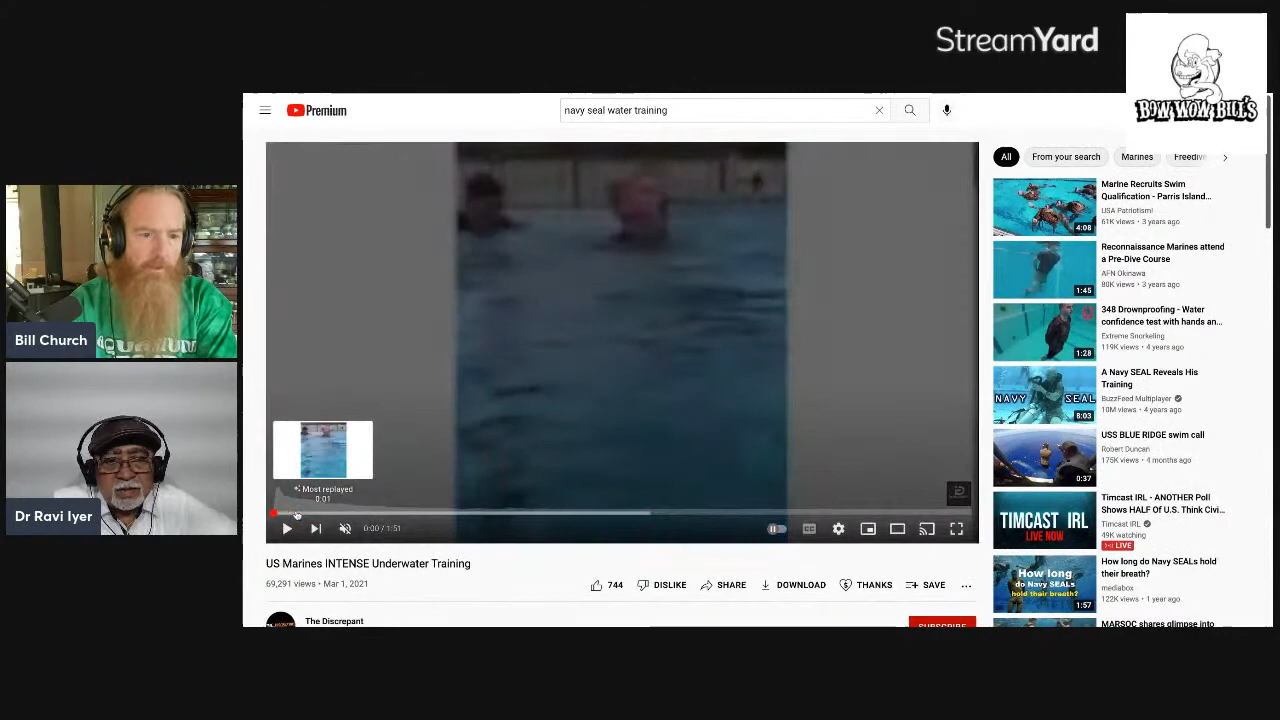 StreamYard
BOW WOW BILL'S
Premium
navy seal water training
All
From your search
Marines
Freediv
Marine Recruits Swim
Qualification - Parris Island...
USA Patriotism!
61K views • 3 years ago
4:08
Reconnaissance Marines attend
a Pre-Dive Course
AFN Okinawa
80K views • 3 years ago
1:45
348 Drownproofing - Water
confidence test with hands an...
Extreme Snorkeling
119K views • 4 years ago
1:28
A Navy SEAL Reveals His
Training
BuzzFeed Multiplayer
10M views • 4 years ago
NAVY SEAL
8:03
USS BLUE RIDGE swim call
Robert Duncan
175K views • 4 months ago
0:37
Timcast IRL - ANOTHER Poll
Shows HALF Of U.S. Think Civi...
Timcast IRL
49K watching
LIVE
TIMCAST IRL
LIVE NOW
How long do Navy SEALs hold
their breath?
mediabox
122K views • 1 year ago
How long
do Navy SEALs
hold their breath?
1:57
MARSOC shares glimpse into
Bill Church
Dr Ravi Iyer
Most replayed
0:01
0:00 / 1:51
CC
US Marines INTENSE Underwater Training
69,291 views • Mar 1, 2021
744
DISLIKE
SHARE
DOWNLOAD
THANKS
SAVE
The Discrepant
SUBSCRIBE